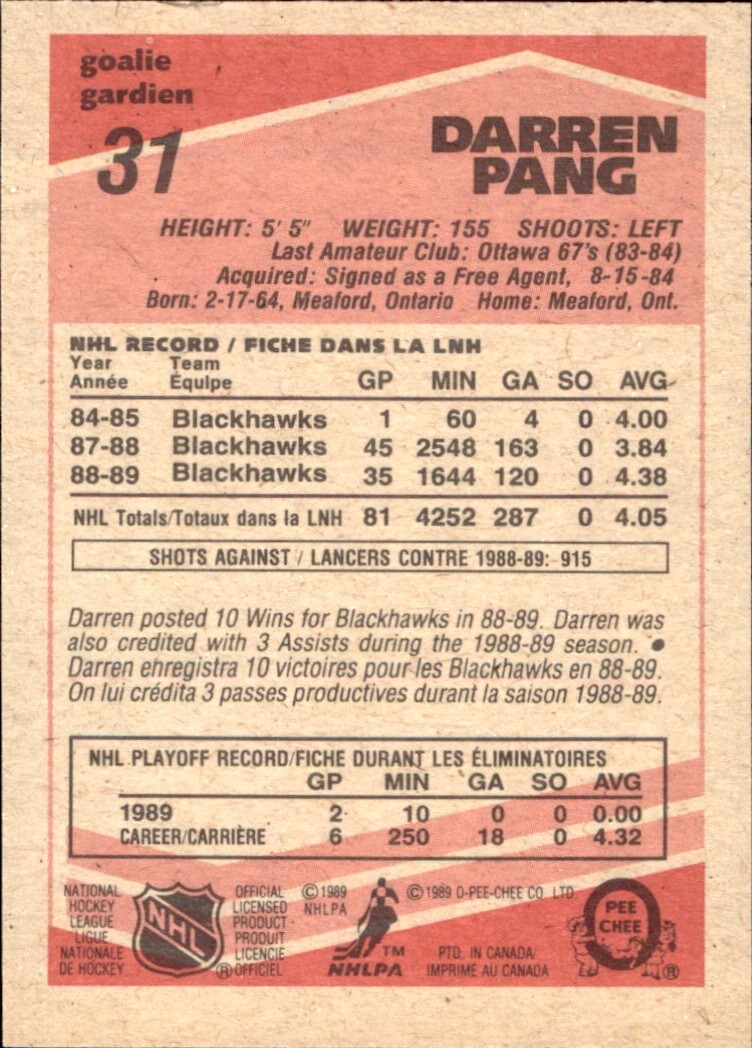 goalie
gardien
31
DARREN
PANG
HEIGHT: 5' 5" WEIGHT: 155 SHOOTS: LEFT
Last Amateur Club: Ottawa 67's (83-84)
Acquired: Signed as a Free Agent, 8-15-84
Born: 2-17-64, Meaford, Ontario Home: Meaford, Ont.
NHL RECORD / FICHE DANS LA LNH
Year Team
Année Équipe GP MIN GA SO AVG
84-85 Blackhawks 1 60 4 0 4.00
87-88 Blackhawks 45 2548 163 0 3.84
88-89 Blackhawks 35 1644 120 0 4.38
NHL Totals/Totaux dans la LNH 81 4252 287 0 4.05
SHOTS AGAINST / LANCERS CONTRE 1988-89: 915
Darren posted 10 Wins for Blackhawks in 88-89. Darren was
also credited with 3 Assists during the 1988-89 season. ●
Darren enregistra 10 victoires pour les Blackhawks en 88-89.
On lui crédita 3 passes productives durant la saison 1988-89.
NHL PLAYOFF RECORD/FICHE DURANT LES ÉLIMINATOIRES
GP MIN GA SO AVG
1989 2 10 0 0 0.00
CAREER/CARRIÈRE 6 250 18 0 4.32
NATIONAL
HOCKEY
LEAGUE
LIGUE
NATIONALE
DE HOCKEY
NHL
®
OFFICIAL
LICENSED
PRODUCT
PRODUIT
LICENCIE
OFFICIEL
© 1989
NHLPA
TM
NHLPA
© 1989 O-PEE-CHEE CO. LTD
PTD. IN CANADA
IMPRIMÉ AU CANADA
O
PEE
CHEE
®